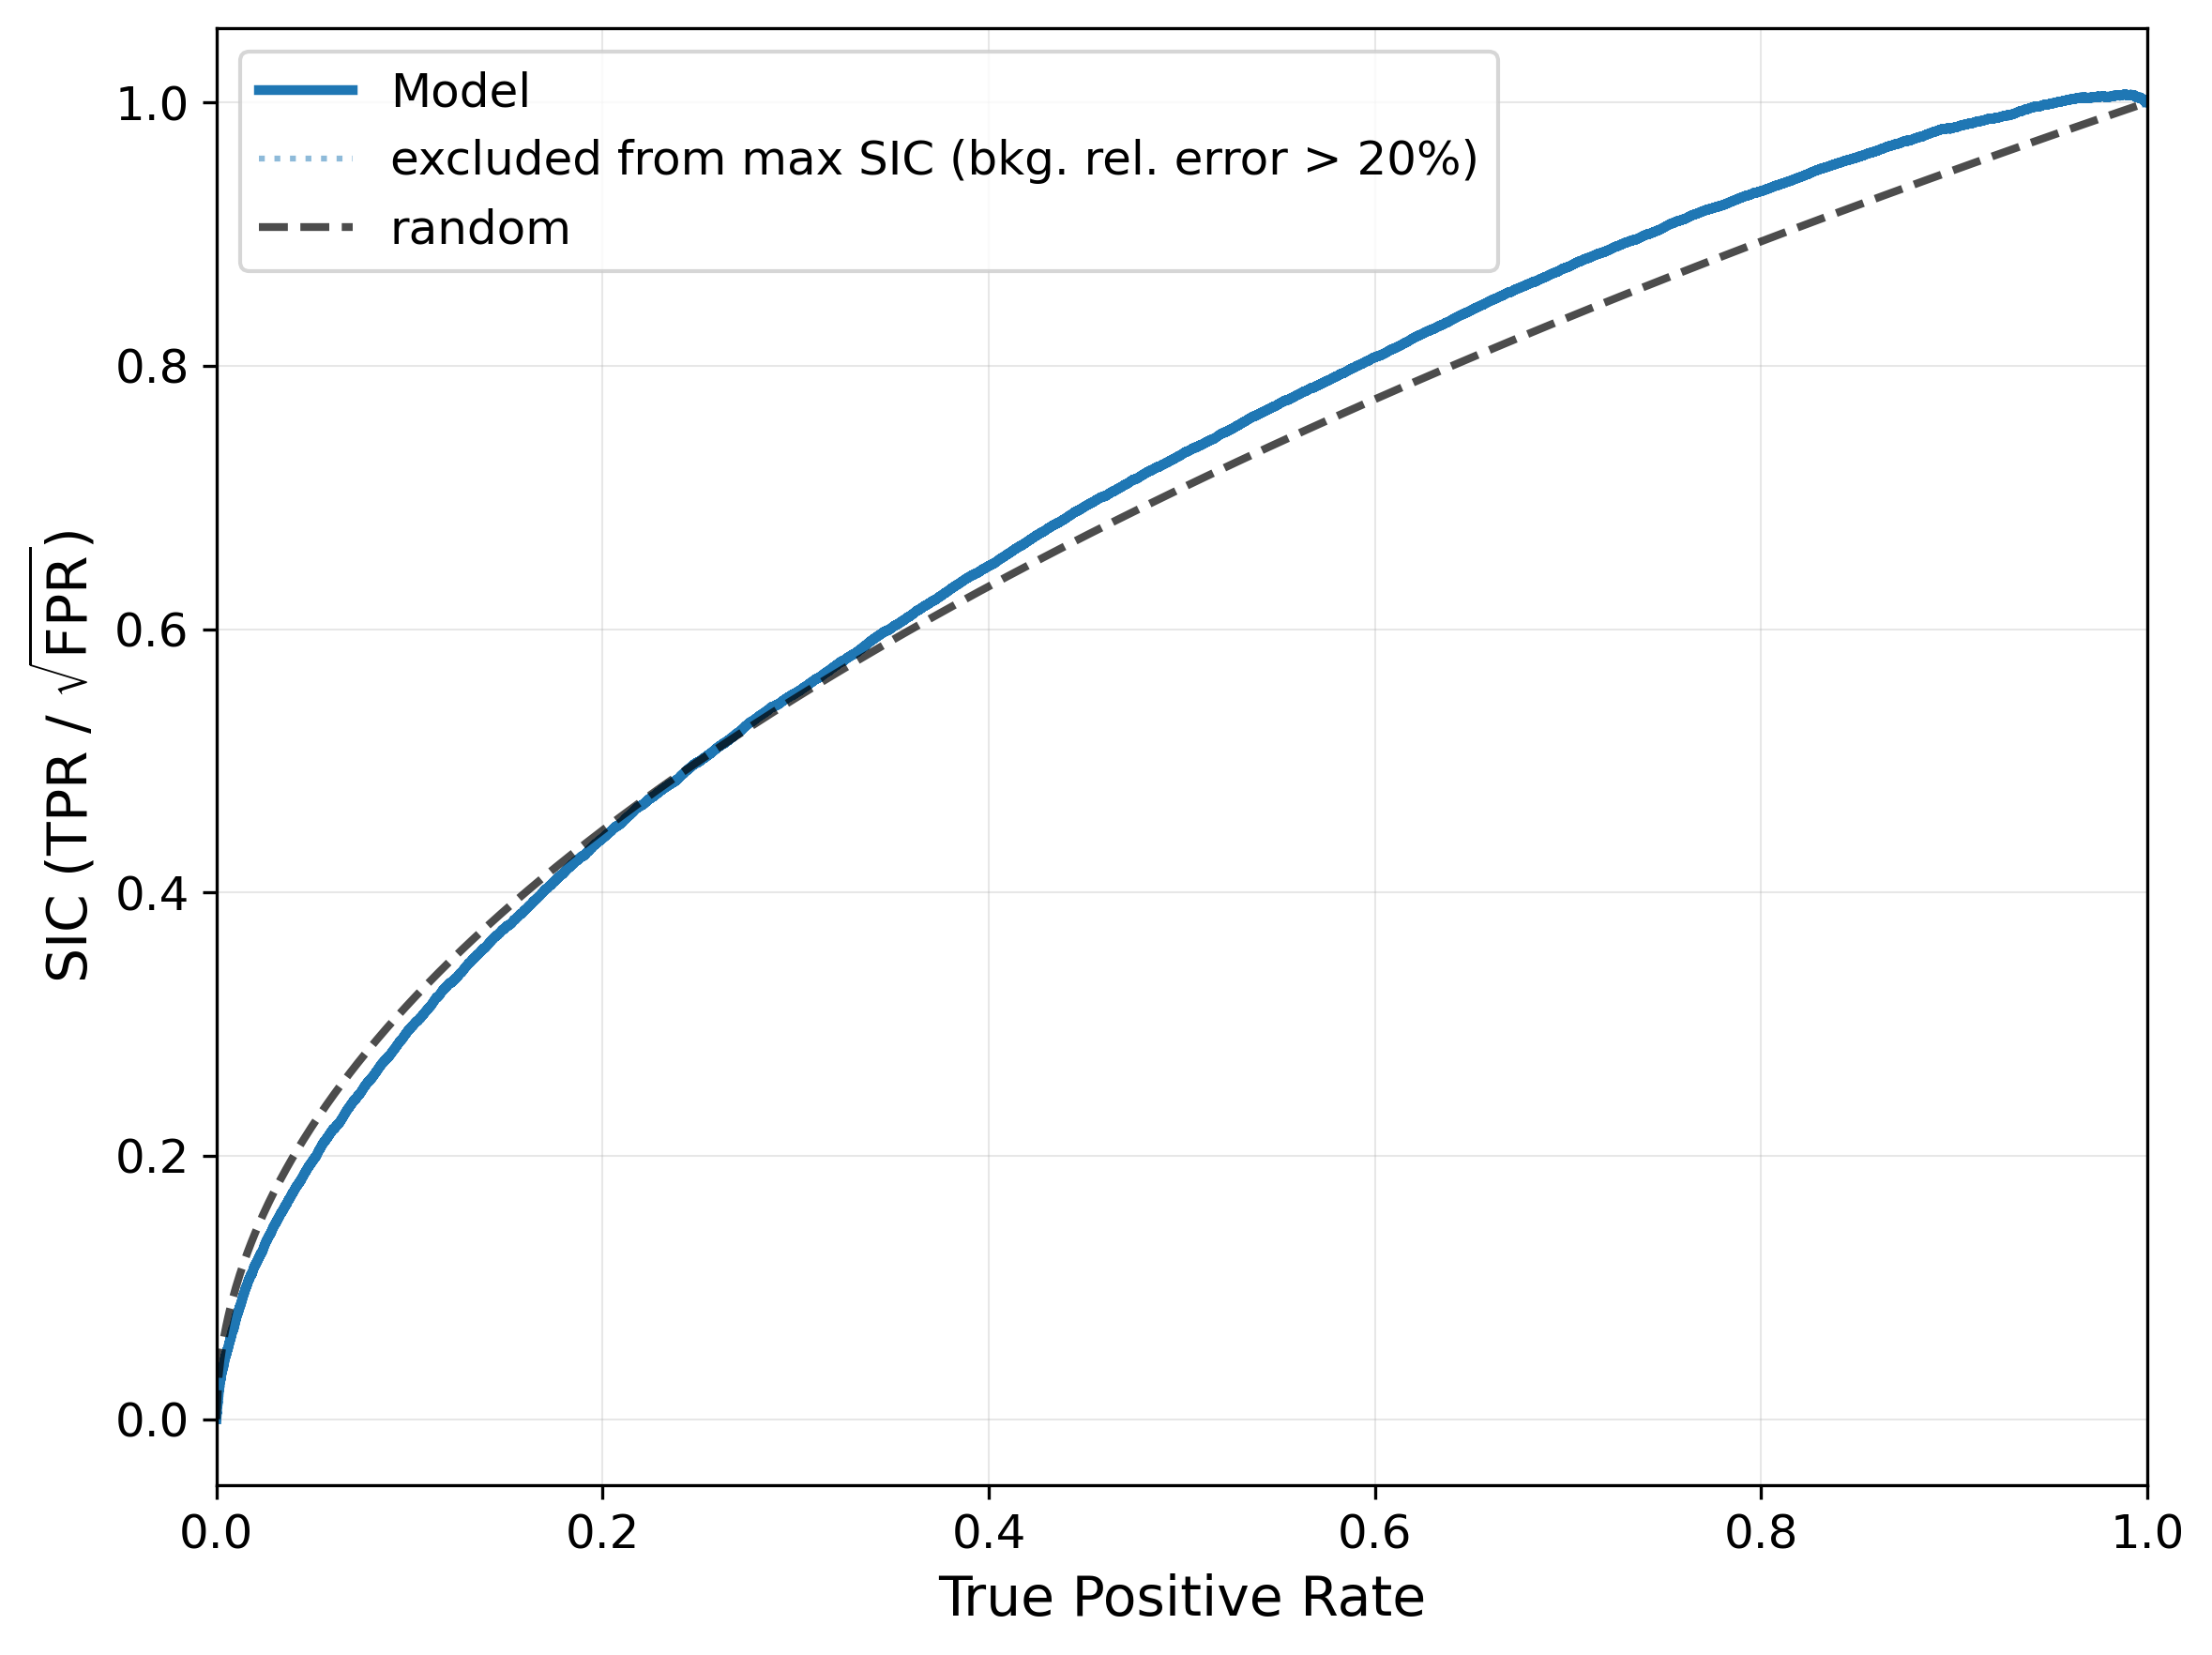 Model
excluded from max SIC (bkg. rel. error > 20%)
random
1.0
0.8
0.6
0.4
0.2
0.0
SIC (TPR / √FPR)
0.0 0.2 0.4 0.6 0.8 1.0
True Positive Rate